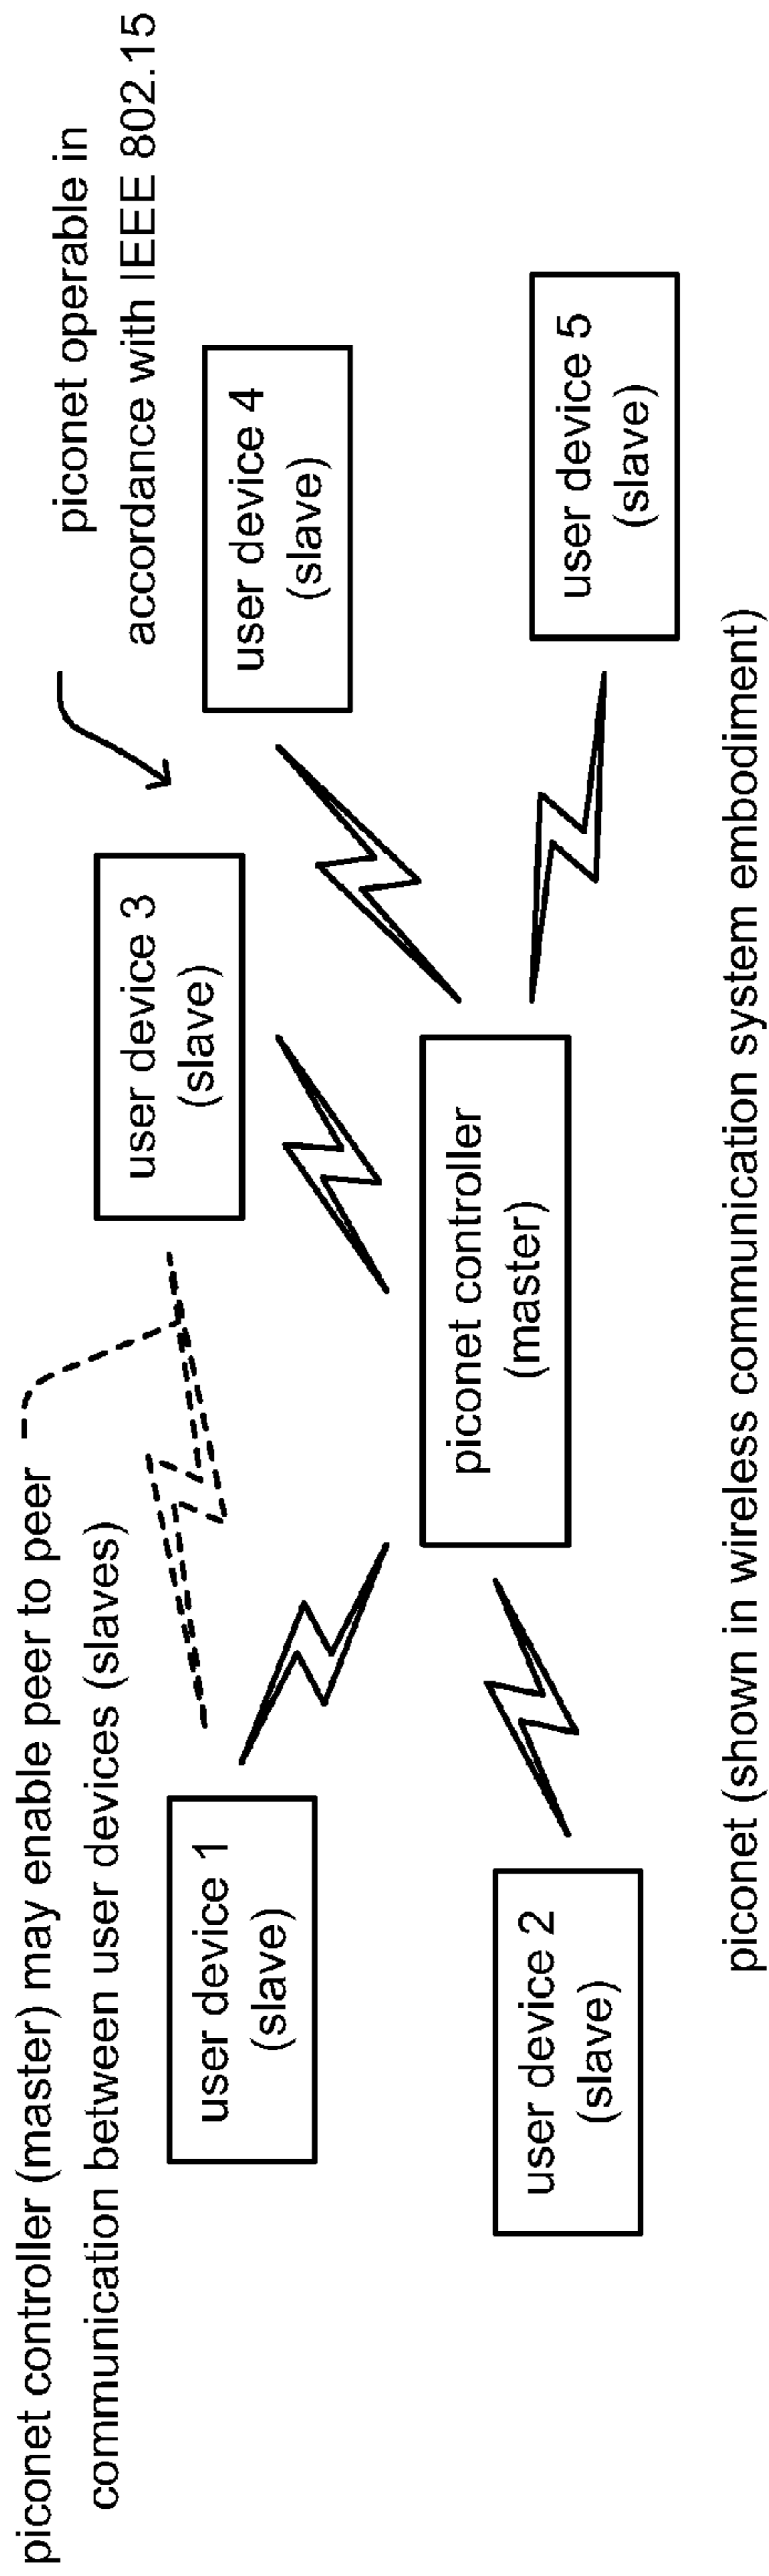 piconet controller (master) may enable peer to peer
communication between user devices (slaves)
piconet operable in
accordance with IEEE 802.15
user device 1
(slave)
user device 3
(slave)
user device 4
(slave)
piconet controller
(master)
user device 2
(slave)
user device 5
(slave)
piconet (shown in wireless communication system embodiment)